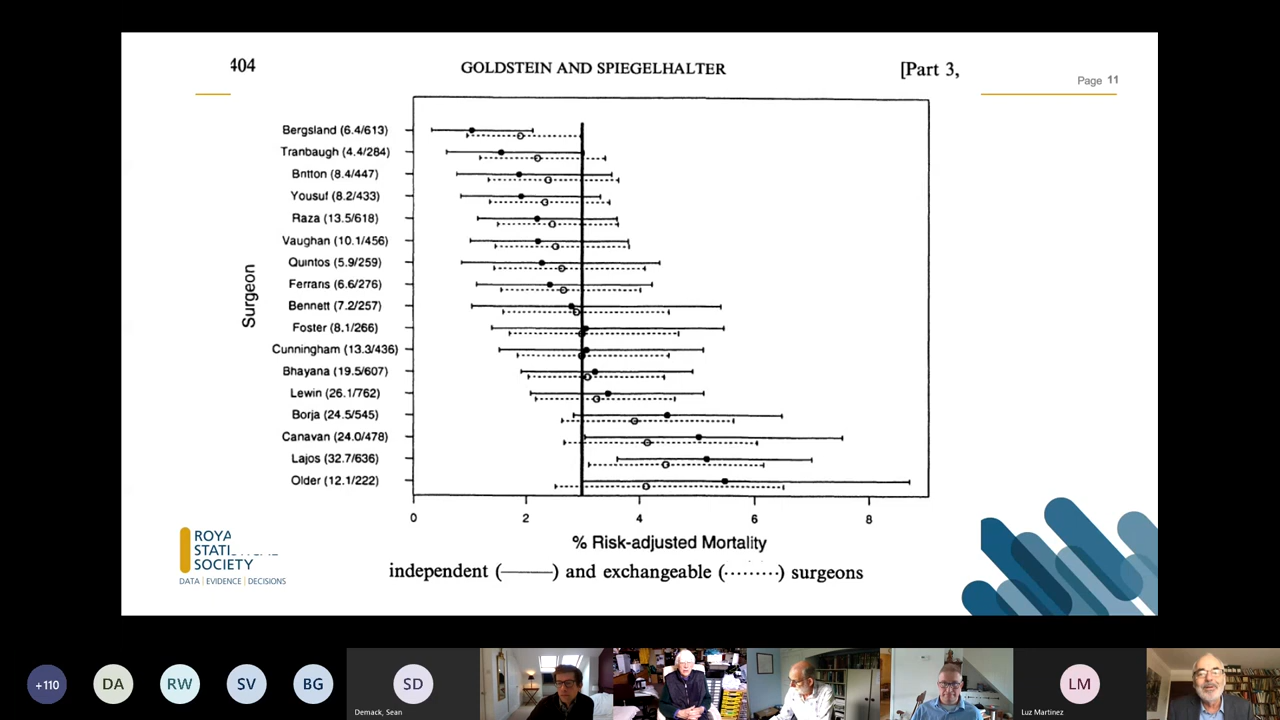 404
GOLDSTEIN AND SPIEGELHALTER
[Part 3,
Page 11
Surgeon
Bergsland (6.4/613)
Tranbaugh (4.4/284)
Britton (8.4/447)
Yousuf (8.2/433)
Raza (13.5/618)
Vaughan (10.1/456)
Quintos (5.9/259)
Ferraris (6.6/276)
Bennett (7.2/257)
Foster (8.1/266)
Cunningham (13.3/436)
Bhayana (19.5/607)
Lewin (26.1/762)
Borja (24.5/545)
Canavan (24.0/478)
Lajos (32.7/636)
Older (12.1/222)
0 2 4 6 8
% Risk-adjusted Mortality
independent (——) and exchangeable (········) surgeons
ROYA
STATI
SOCIETY
DATA | EVIDENCE | DECISIONS
+110
DA
RW
SV
BG
SD
Demack, Sean
LM
Luz Martinez